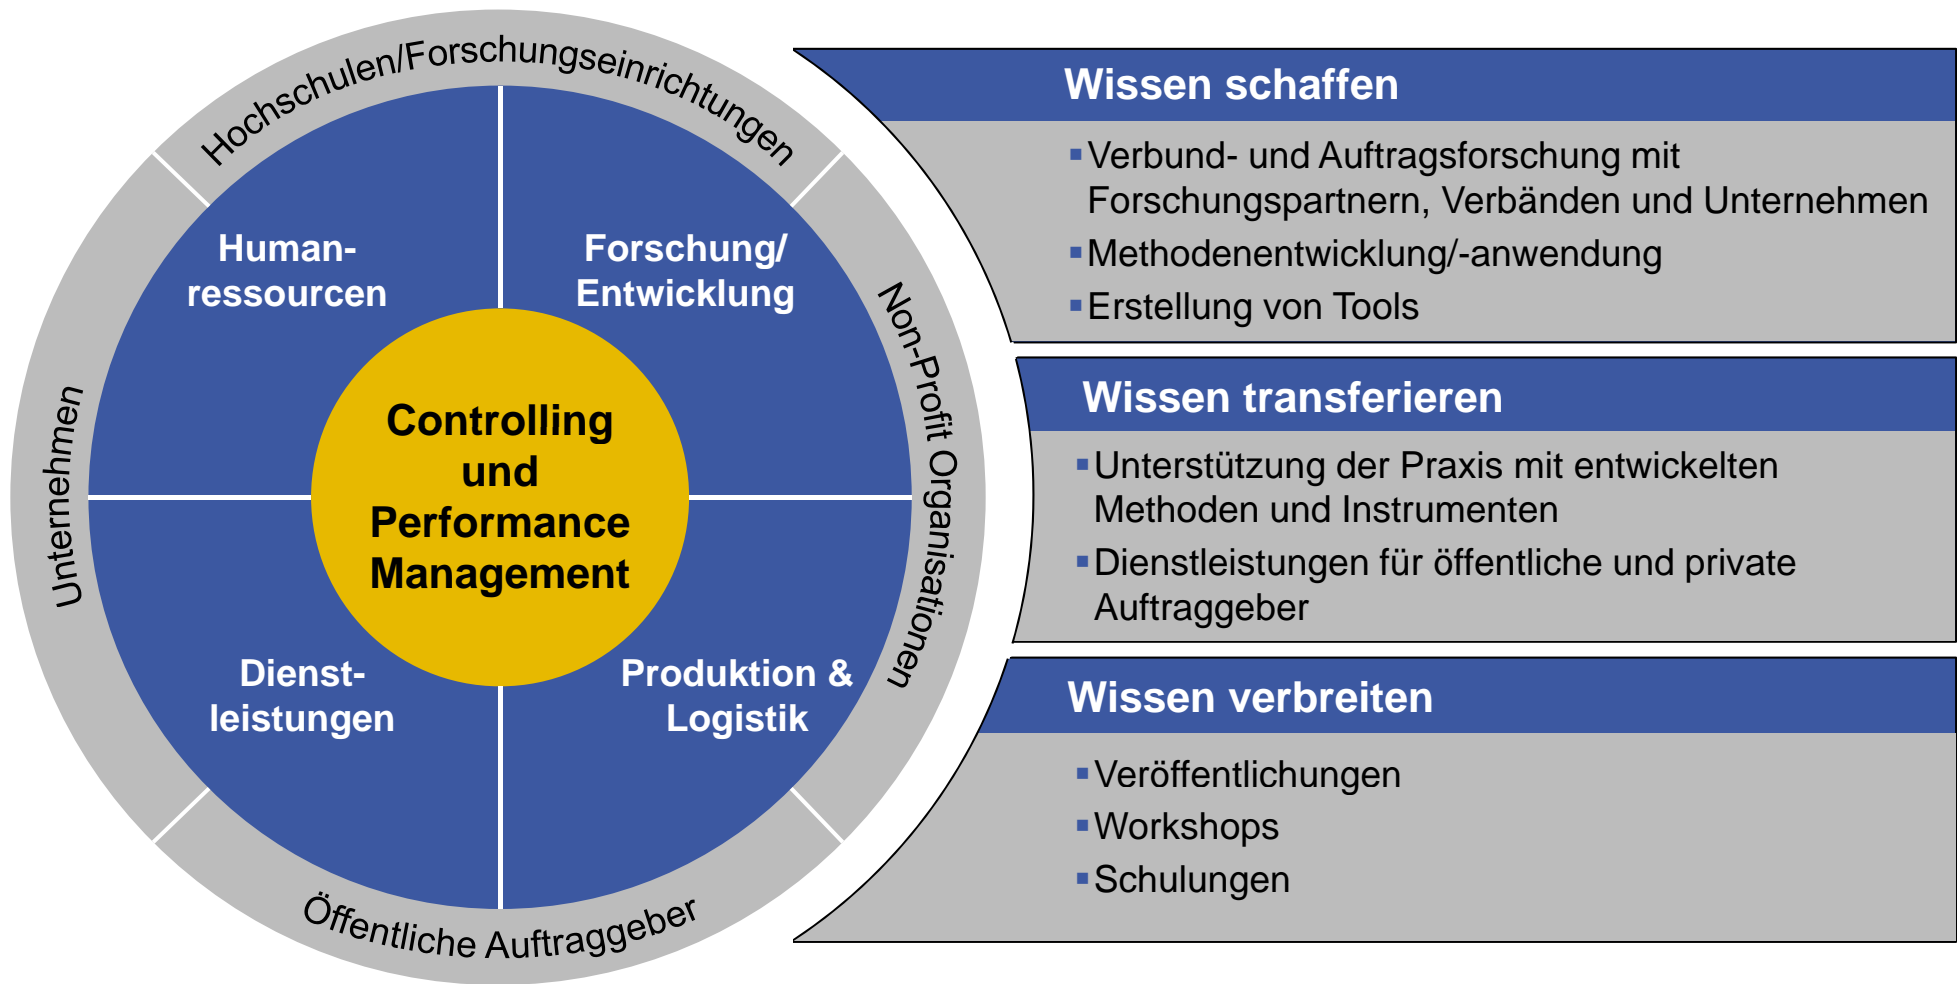 Hochschulen/Forschungseinrichtungen
Non-Profit Organisationen
Öffentliche Auftraggeber
Unternehmen
Human-
ressourcen
Forschung/
Entwicklung
Controlling
und
Performance
Management
Dienst-
leistungen
Produktion &
Logistik
Wissen schaffen
▪Verbund- und Auftragsforschung mit
Forschungspartnern, Verbänden und Unternehmen
▪Methodenentwicklung/-anwendung
▪Erstellung von Tools
Wissen transferieren
▪Unterstützung der Praxis mit entwickelten
Methoden und Instrumenten
▪Dienstleistungen für öffentliche und private
Auftraggeber
Wissen verbreiten
▪Veröffentlichungen
▪Workshops
▪Schulungen